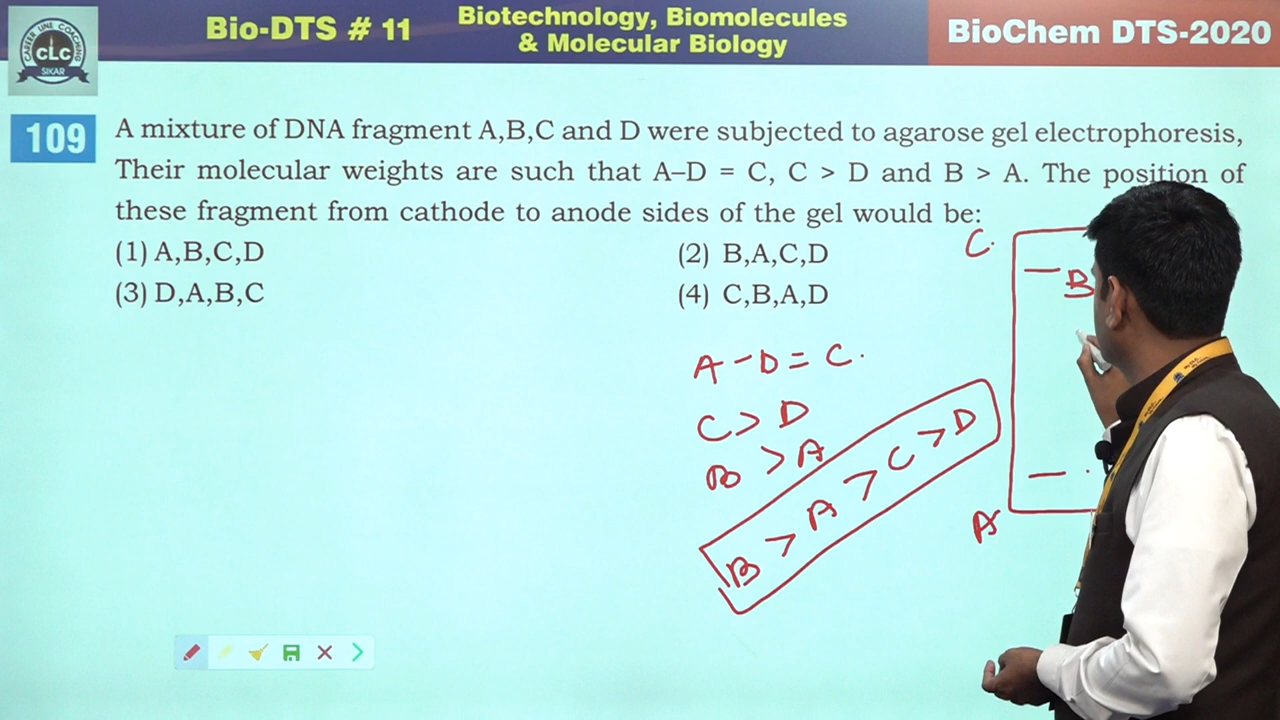 CAREER LINE COACHING
CLC
SIKAR
Bio-DTS # 11
Biotechnology, Biomolecules
& Molecular Biology
BioChem DTS-2020
109
A mixture of DNA fragment A,B,C and D were subjected to agarose gel electrophoresis,
Their molecular weights are such that A–D = C, C > D and B > A. The position of
these fragment from cathode to anode sides of the gel would be:
(1) A,B,C,D
(2) B,A,C,D
(3) D,A,B,C
(4) C,B,A,D
C.
B
A – D = C.
C > D
B > A
B > A > C > D
A